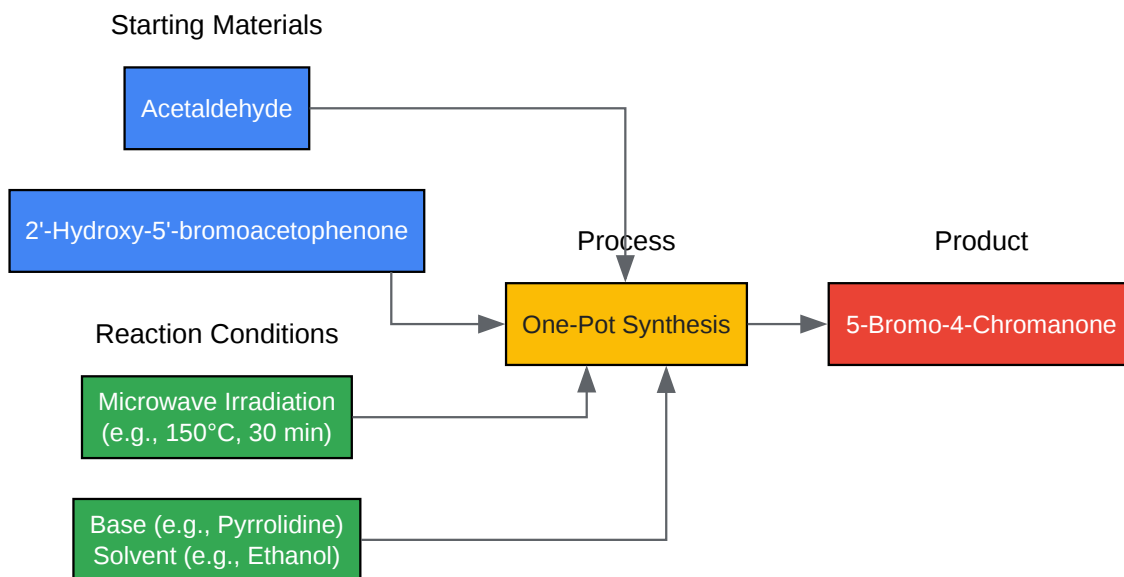 Starting Materials
Acetaldehyde
2'-Hydroxy-5'-bromoacetophenone
Process
Product
One-Pot Synthesis
5-Bromo-4-Chromanone
Reaction Conditions
Microwave Irradiation
(e.g., 150°C, 30 min)
Base (e.g., Pyrrolidine)
Solvent (e.g., Ethanol)